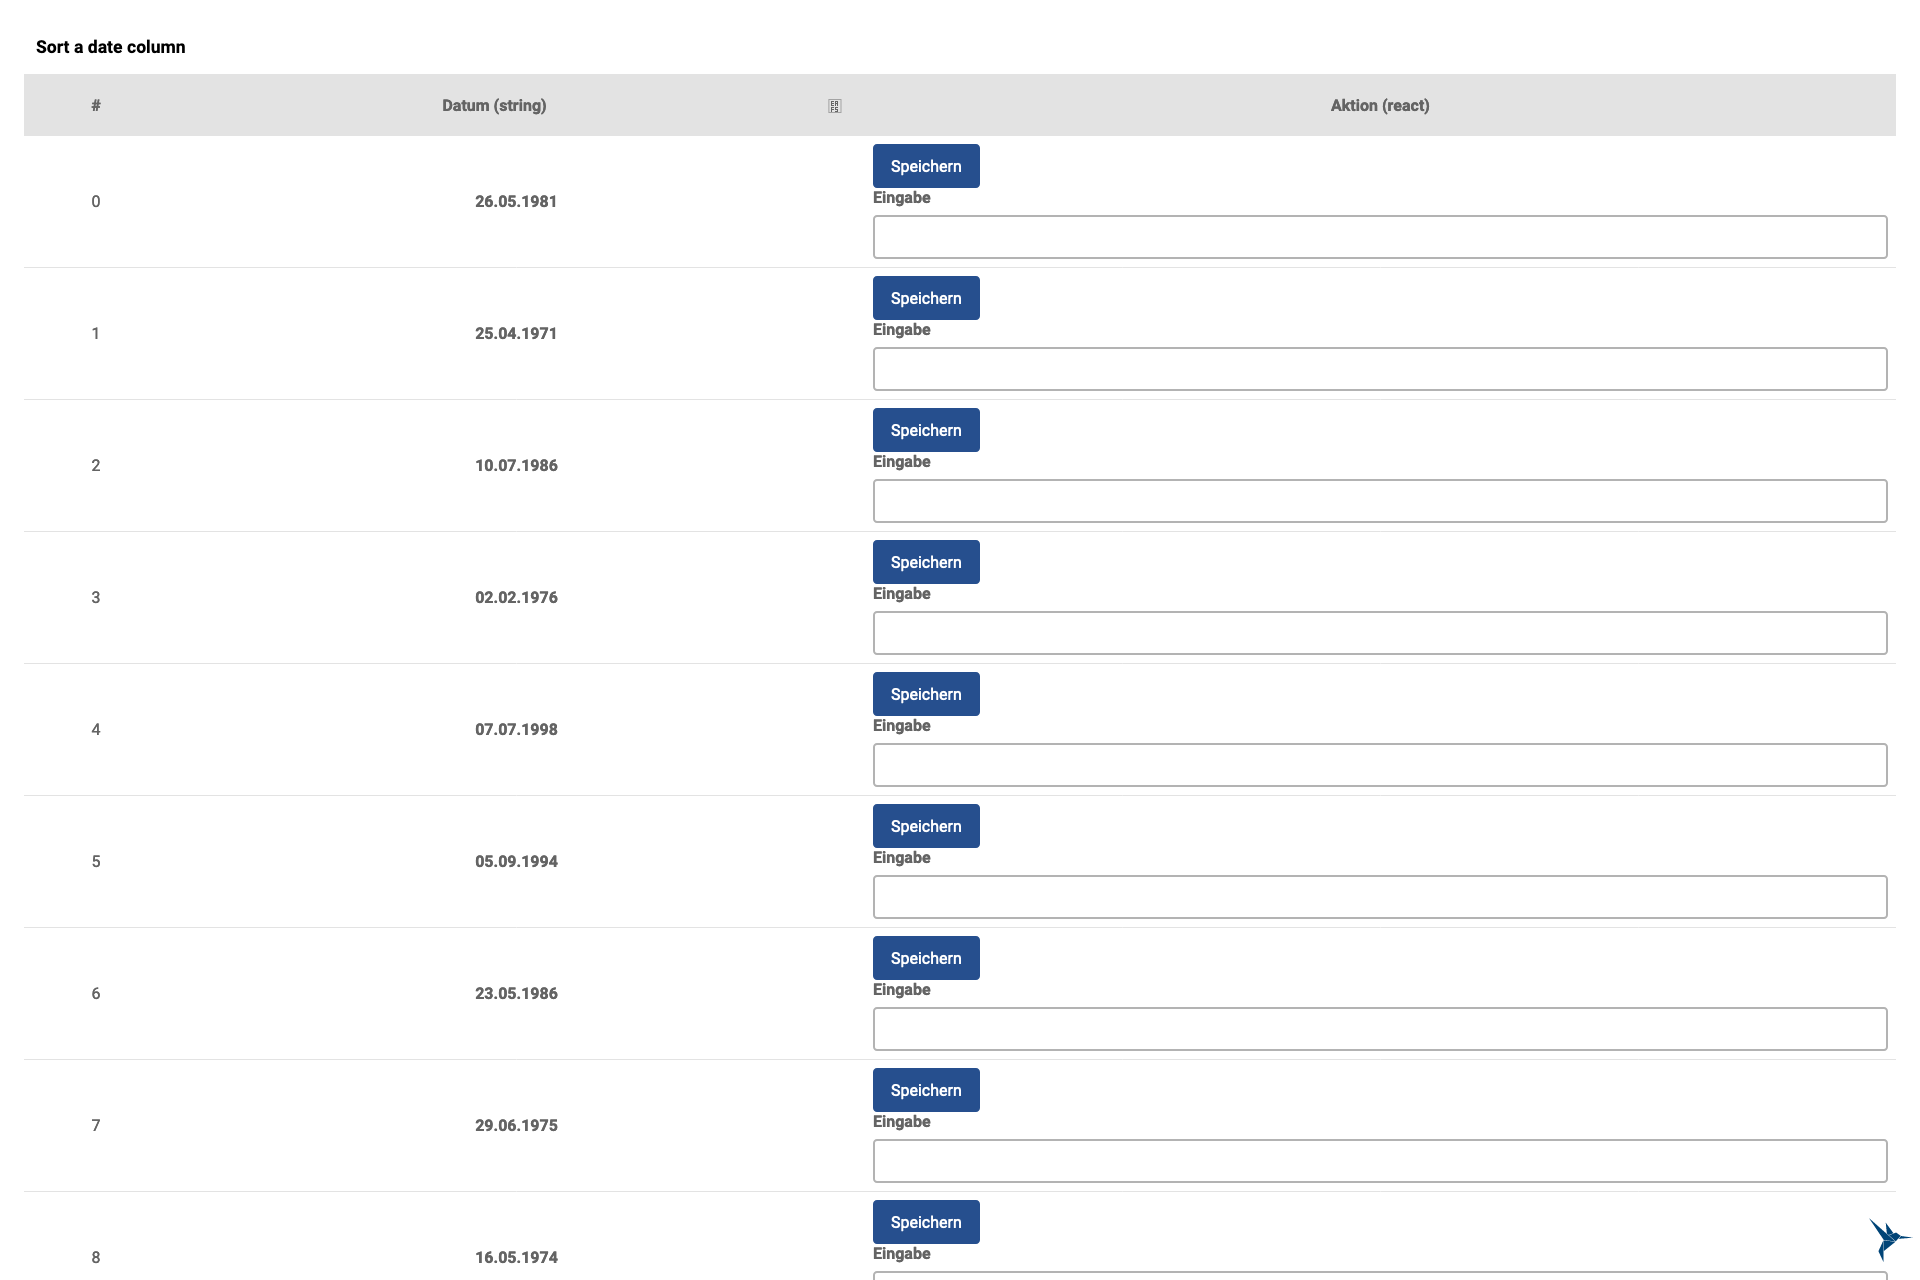 Sort a date column
# Datum (string) Aktion (react)
Speichern
Eingabe
0 26.05.1981
Speichern
Eingabe
1 25.04.1971
Speichern
Eingabe
2 10.07.1986
Speichern
Eingabe
3 02.02.1976
Speichern
Eingabe
4 07.07.1998
Speichern
Eingabe
5 05.09.1994
Speichern
Eingabe
6 23.05.1986
Speichern
Eingabe
7 29.06.1975
Speichern
Eingabe
8 16.05.1974